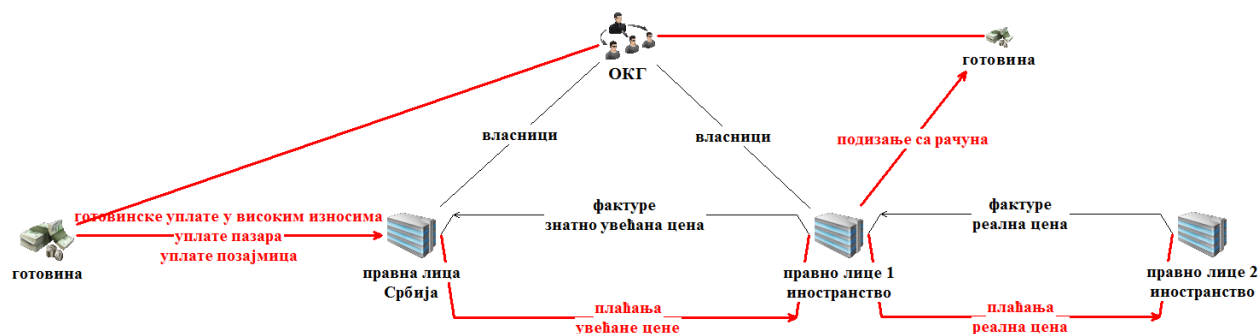 ОКГ
готовина
власници
власници
подизање са рачуна
готовинске уплате у високим износима
уплате пазара
уплате позајмица
фактуре
знатно увећана цена
фактуре
реална цена
готовина
правна лица
Србија
правно лице 1
иностранство
правно лице 2
иностранство
плаћања
увећане цене
плаћања
реална цена